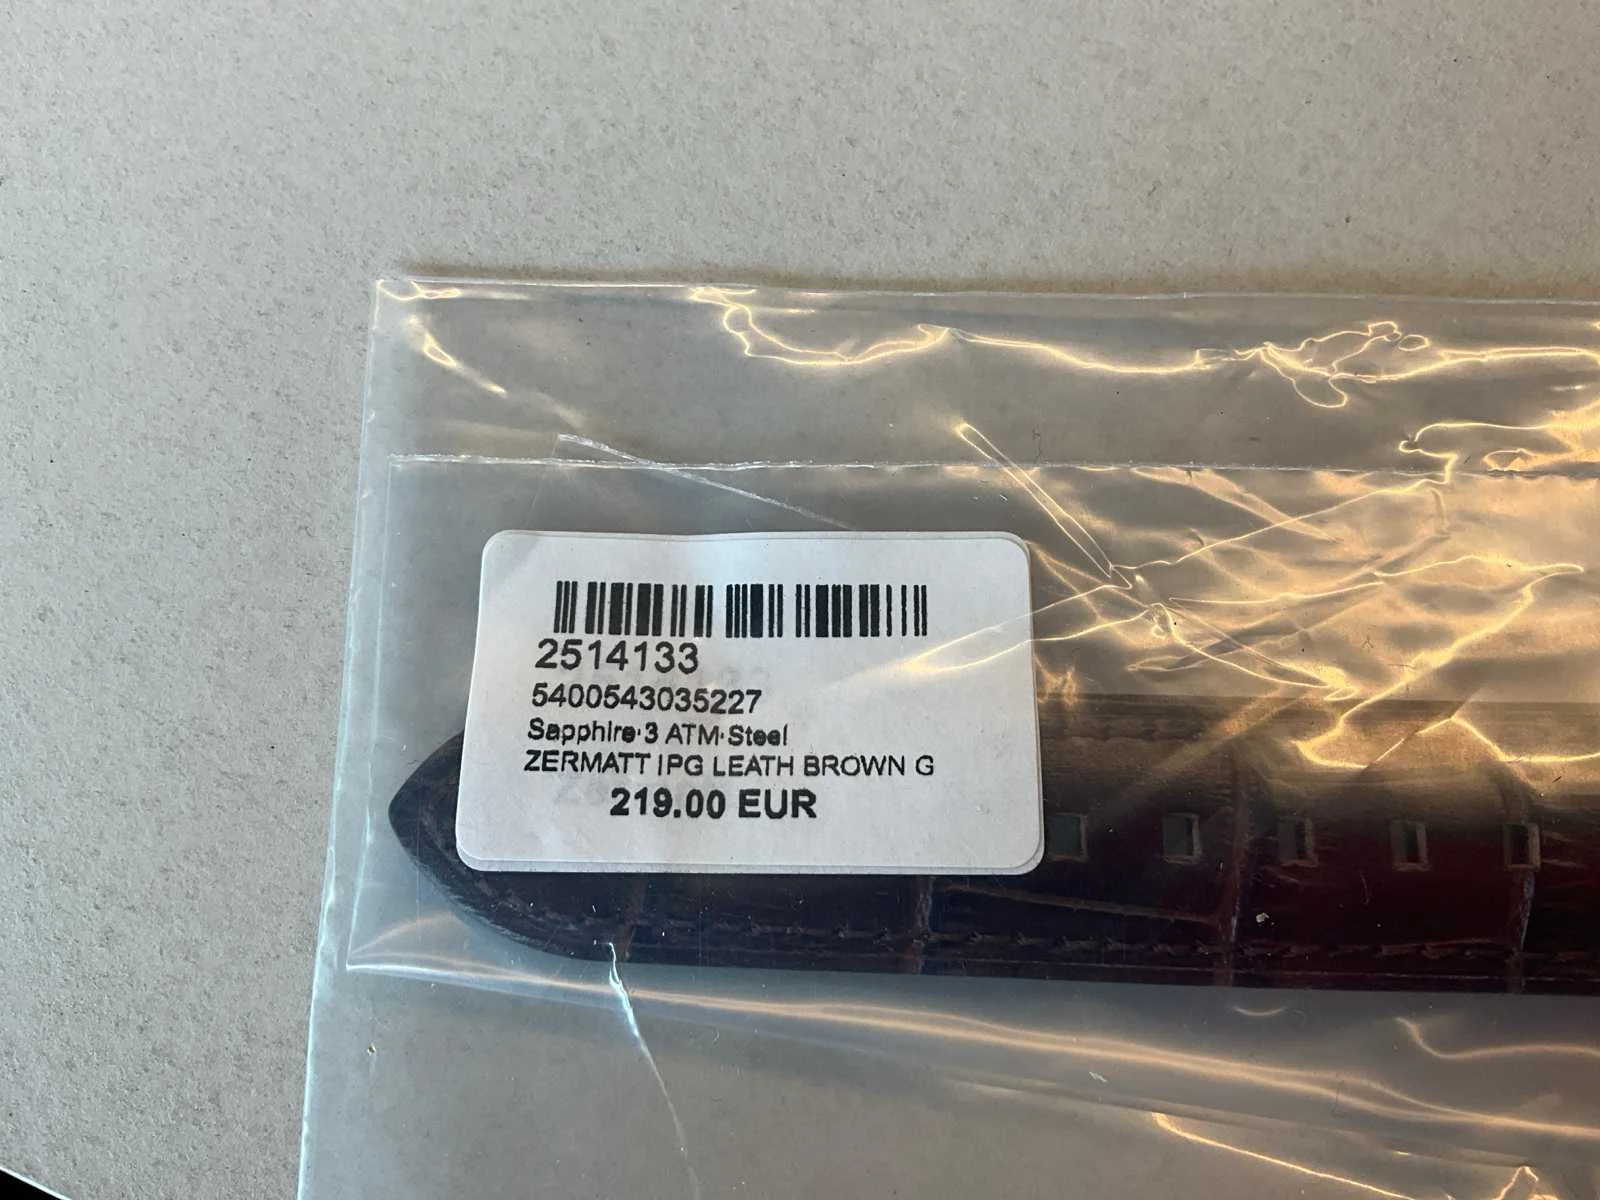 2514133
5400543035227
Sapphire·3 ATM·Steel
ZERMATT IPG LEATH BROWN G
219.00 EUR